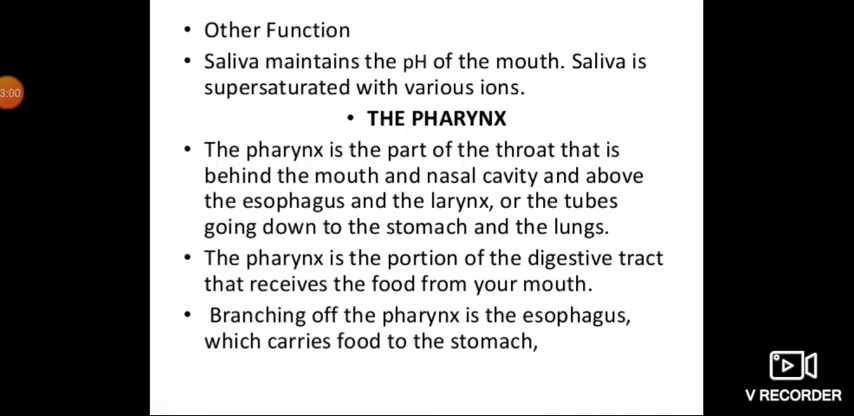 • Other Function
• Saliva maintains the pH of the mouth. Saliva is
supersaturated with various ions.
• THE PHARYNX
• The pharynx is the part of the throat that is
behind the mouth and nasal cavity and above
the esophagus and the larynx, or the tubes
going down to the stomach and the lungs.
• The pharynx is the portion of the digestive tract
that receives the food from your mouth.
• Branching off the pharynx is the esophagus,
which carries food to the stomach,
3:00
V RECORDER